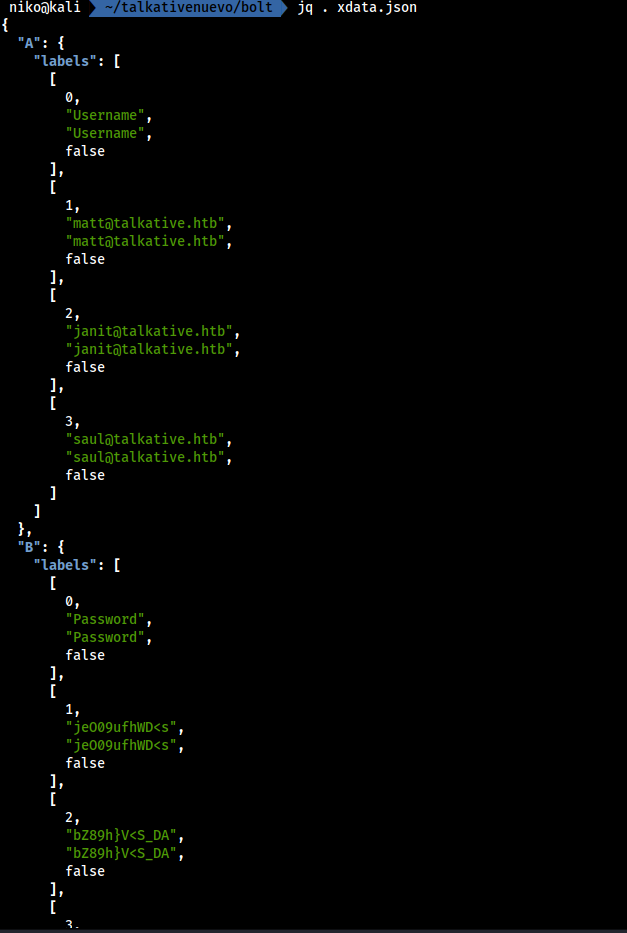 niko@kali ~/talkativenuevo/bolt jq . xdata.json
{
"A": {
"labels": [
[
0,
"Username",
"Username",
false
],
[
1,
"matt@talkative.htb",
"matt@talkative.htb",
false
],
[
2,
"janit@talkative.htb",
"janit@talkative.htb",
false
],
[
3,
"saul@talkative.htb",
"saul@talkative.htb",
false
]
]
},
"B": {
"labels": [
[
0,
"Password",
"Password",
false
],
[
1,
"jeO09ufhWD<s",
"jeO09ufhWD<s",
false
],
[
2,
"bZ89h}V<S_DA",
"bZ89h}V<S_DA",
false
],
[
3,